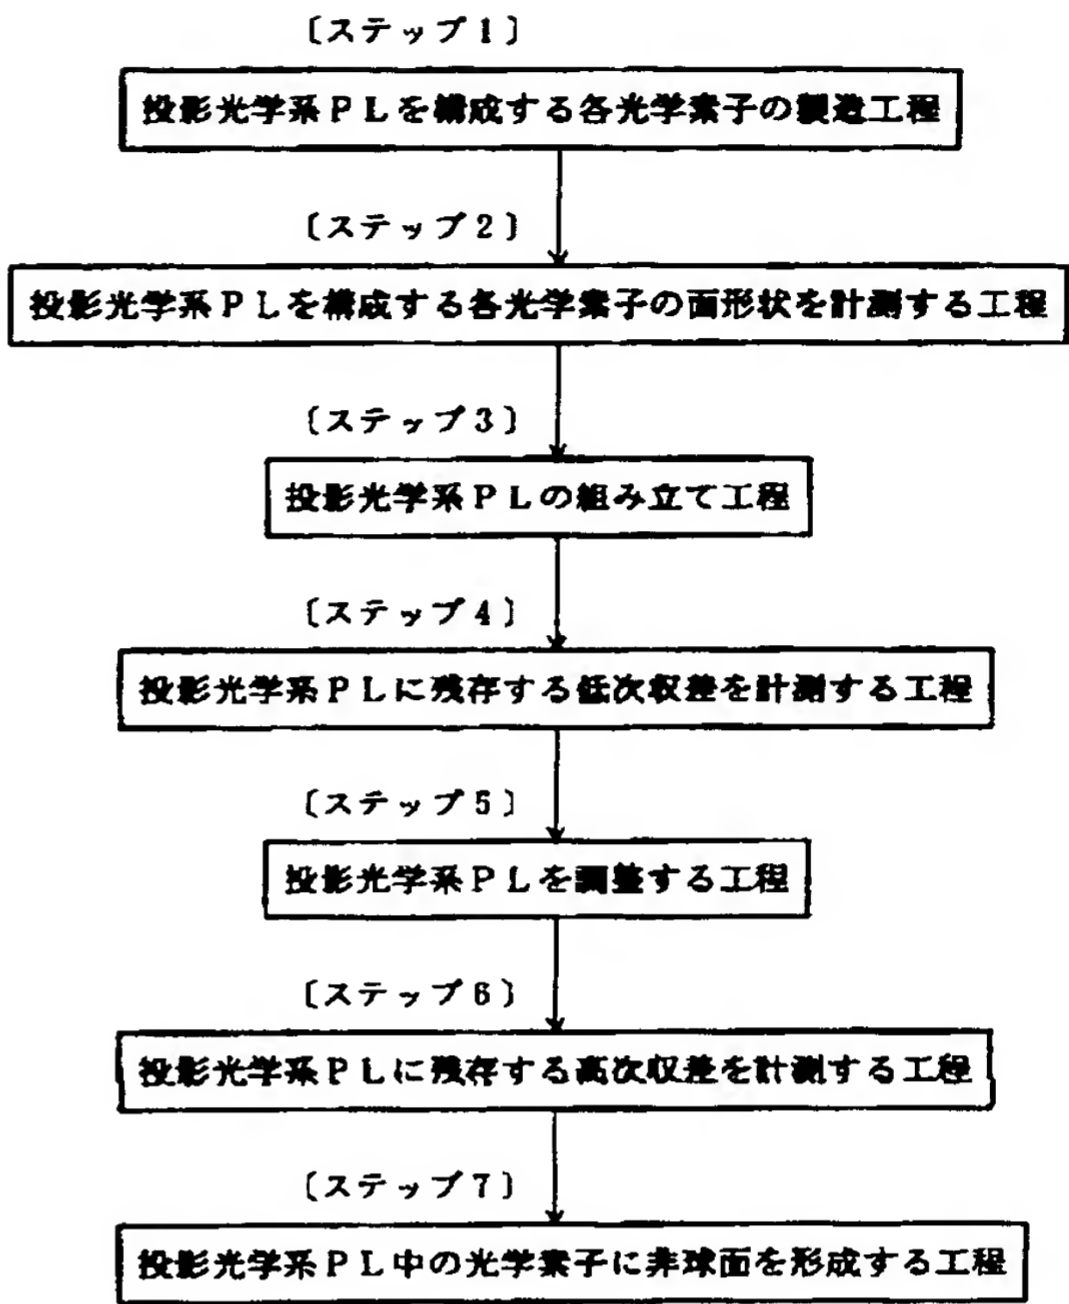 〔ステップ1〕
投影光学系PLを構成する各光学素子の製造工程
〔ステップ2〕
投影光学系PLを構成する各光学素子の面形状を計測する工程
〔ステップ3〕
投影光学系PLの組み立て工程
〔ステップ4〕
投影光学系PLに残存する低次収差を計測する工程
〔ステップ5〕
投影光学系PLを調整する工程
〔ステップ6〕
投影光学系PLに残存する高次収差を計測する工程
〔ステップ7〕
投影光学系PL中の光学素子に非球面を形成する工程